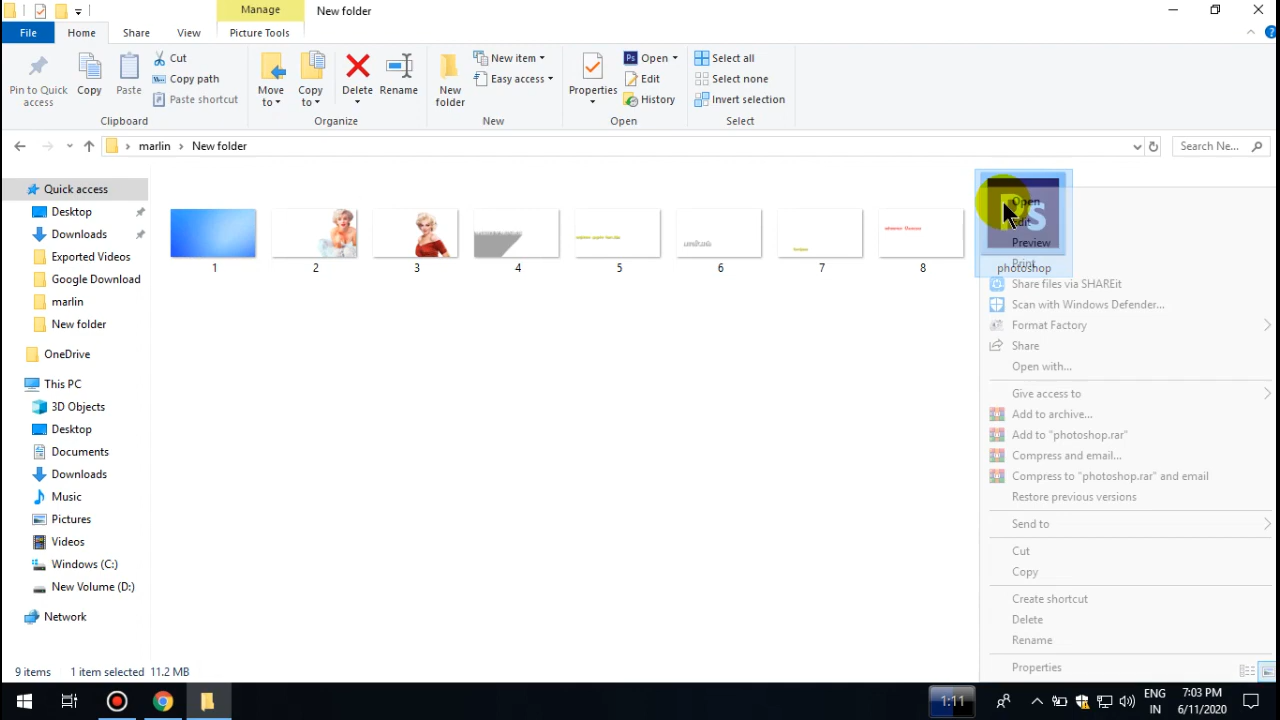 Manage
New folder
File
Home
Share
View
Picture Tools
Pin to Quick access
Copy
Paste
Cut
Copy path
Paste shortcut
Clipboard
Move to
Copy to
Delete
Rename
Organize
New folder
New item
Easy access
New
Properties
Open
Edit
History
Open
Select all
Select none
Invert selection
Select
marlin
New folder
Search Ne...
Quick access
Desktop
Downloads
Exported Videos
Google Download
marlin
New folder
OneDrive
This PC
3D Objects
Desktop
Documents
Downloads
Music
Pictures
Videos
Windows (C:)
New Volume (D:)
Network
1
2
3
4
5
6
7
8
Ps
photoshop
Open
Edit
Preview
Print
Share files via SHAREit
Scan with Windows Defender...
Format Factory
Share
Open with...
Give access to
Add to archive...
Add to "photoshop.rar"
Compress and email...
Compress to "photoshop.rar" and email
Restore previous versions
Send to
Cut
Copy
Create shortcut
Delete
Rename
Properties
9 items
1 item selected
11.2 MB
1:11
ENG
IN
7:03 PM
6/11/2020